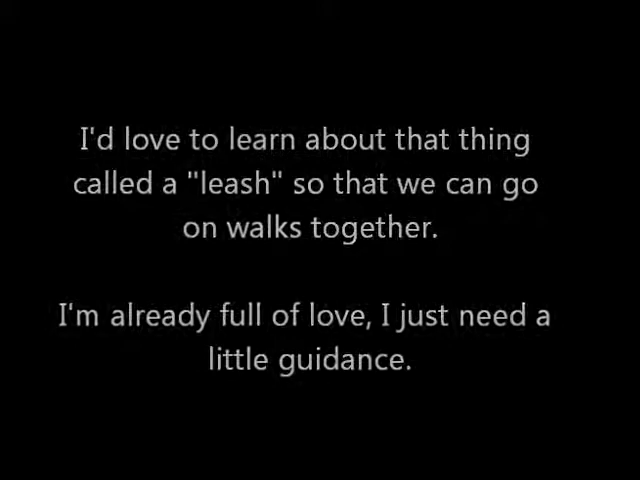 I'd love to learn about that thing
called a "leash" so that we can go
on walks together.
I'm already full of love, I just need a
little guidance.